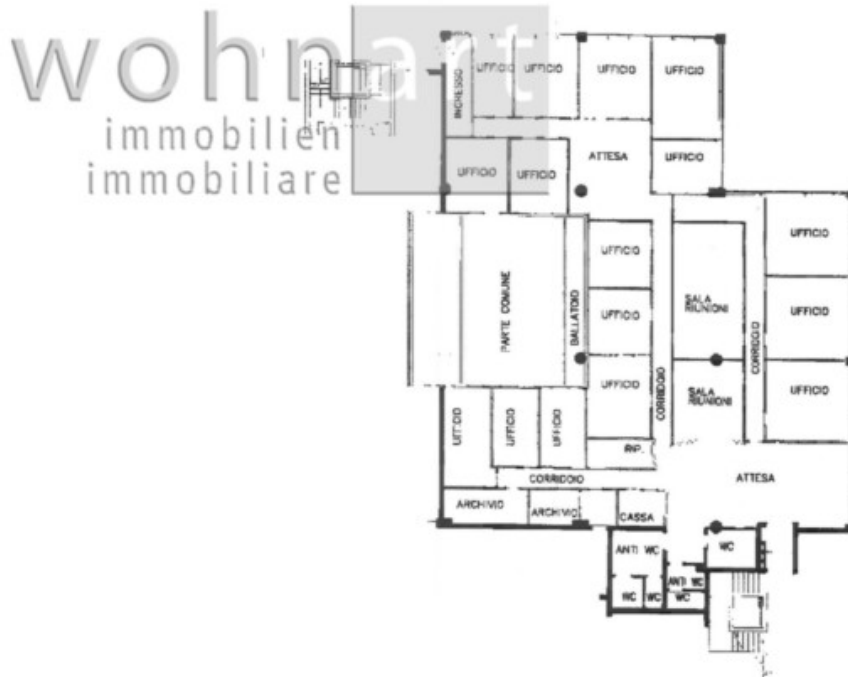 wohnart
immobilien
immobiliare
INGRESSO
UFFICIO
UFFICIO
UFFICIO
UFFICIO
UFFICIO
UFFICIO
ATTESA
UFFICIO
UFFICIO
UFFICIO
PARTE COMUNE
BALLATOIO
UFFICIO
SALA
RIUNIONI
CORRIDOIO
UFFICIO
UFFICIO
CORRIDOIO
SALA
RIUNIONI
UFFICIO
UFFICIO
UFFICIO
UFFICIO
RIP.
CORRIDOIO
ATTESA
ARCHIVIO
ARCHIVIO
CASSA
ANTI WC
WC
ANTI WC
WC
WC
WC